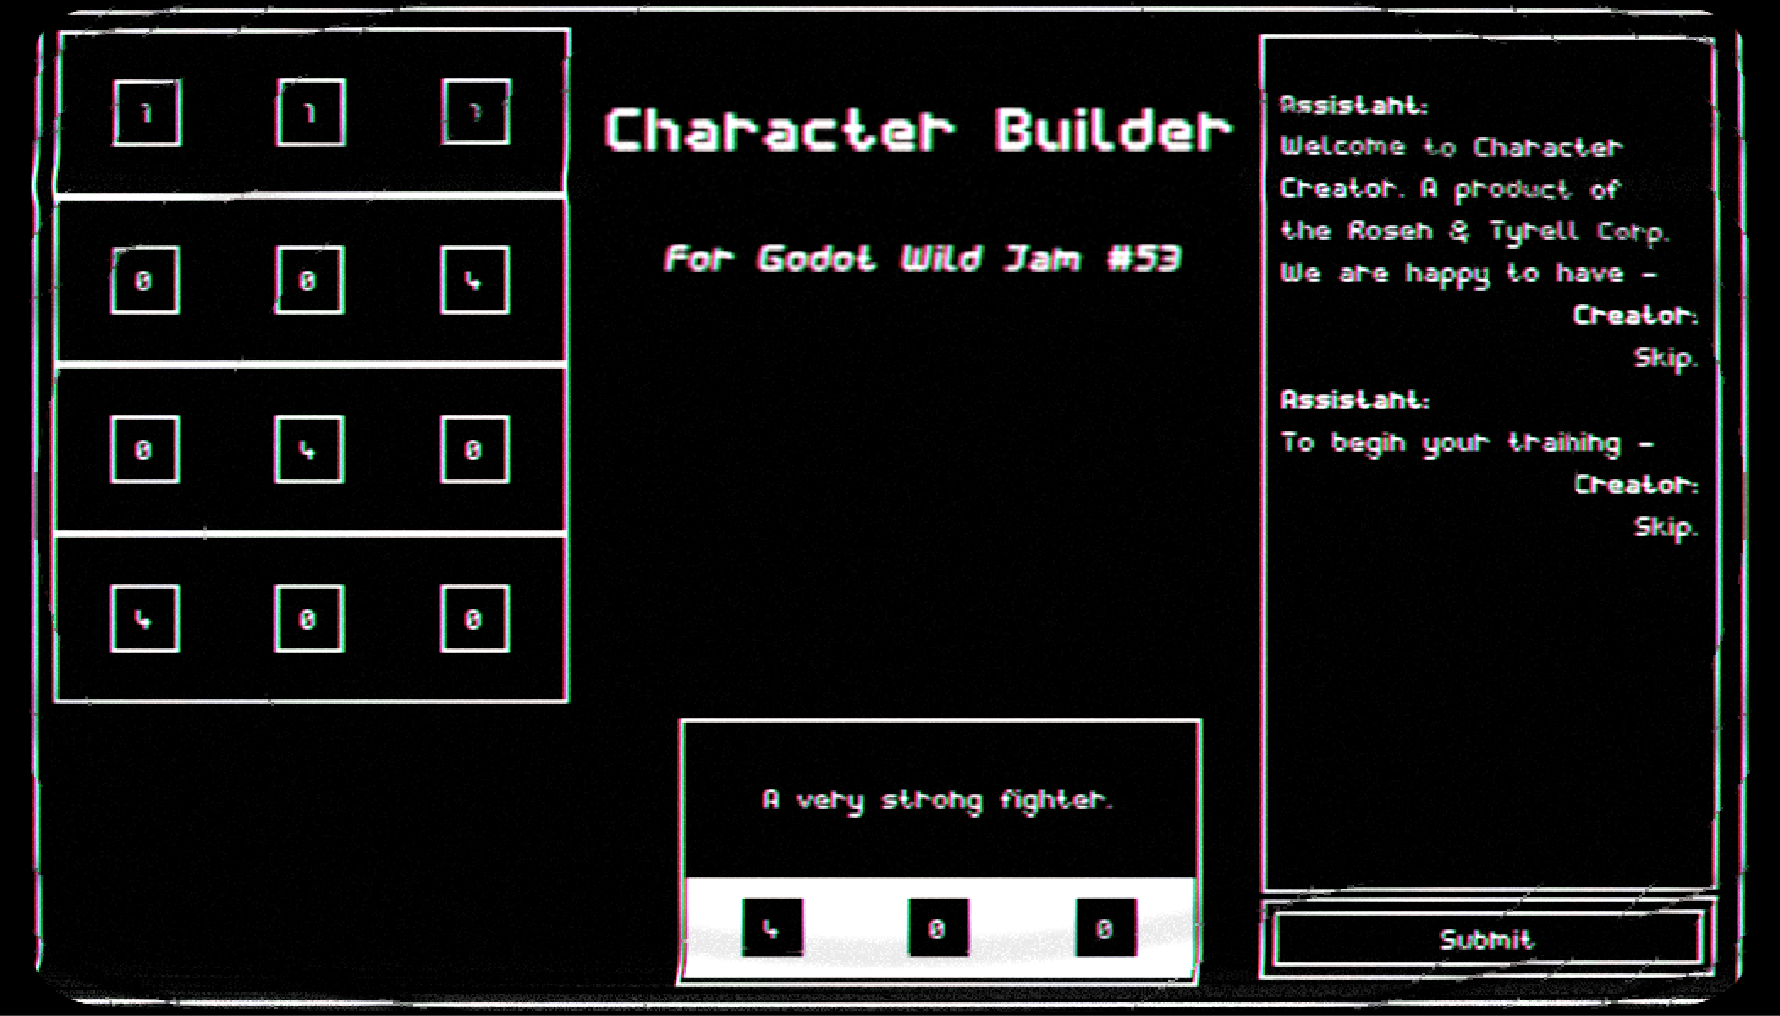 1 1 1
0 0 4
0 4 0
4 0 0
Character Builder
For Godot Wild Jam #53
A very strong fighter.
4 0 0
Assistant:
Welcome to Character
Creator. A product of
the Rosen & Tyrell Corp.
We are happy to have -
Creator:
Skip.
Assistant:
To begin your training -
Creator:
Skip.
Submit